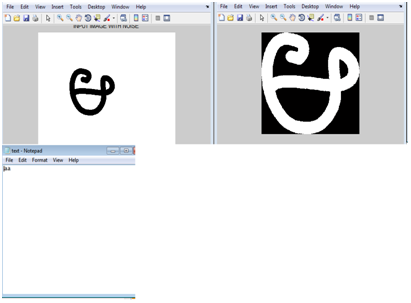 File Edit View Insert Tools Desktop Window Help
INPUT IMAGE WITH NOISE
File Edit View Insert Tools Desktop Window Help
text - Notepad
File Edit Format View Help